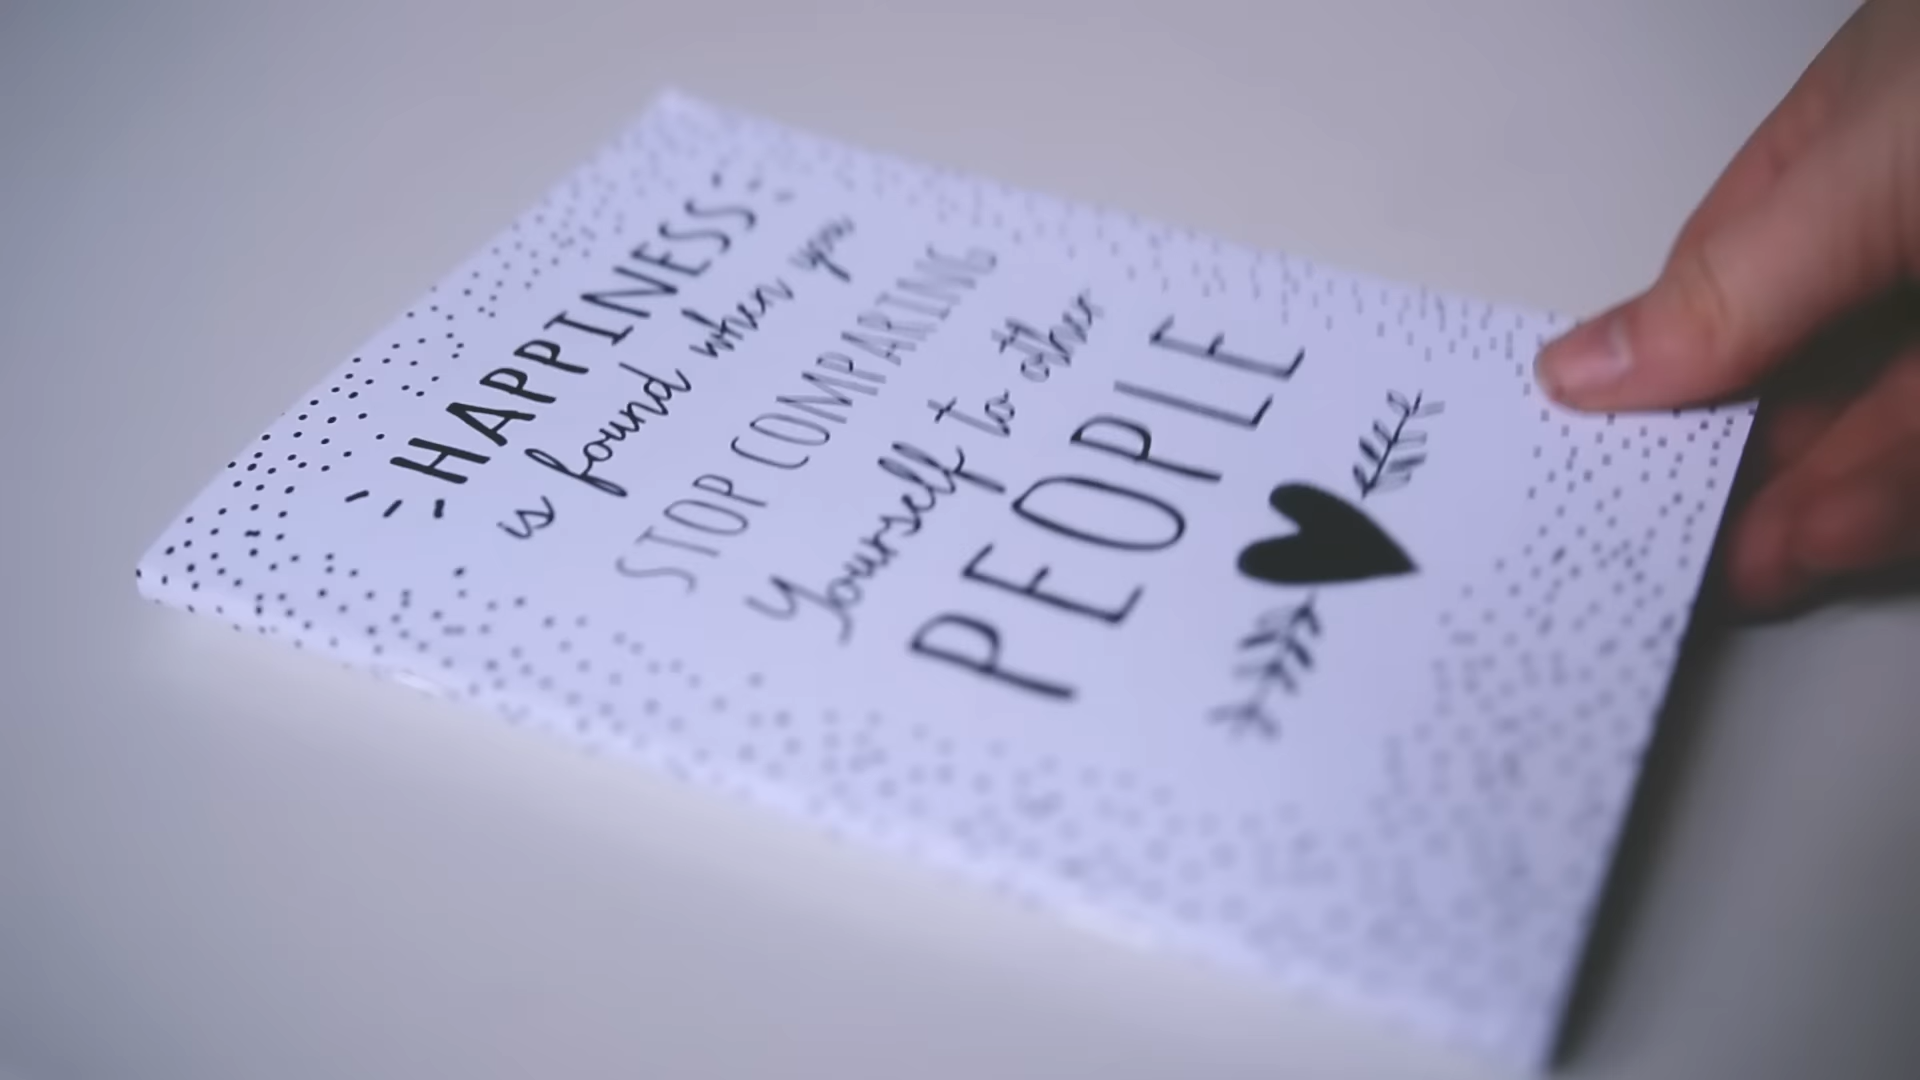 HAPPINESS
is found when you
STOP COMPARING
Yourself to other
PEOPLE